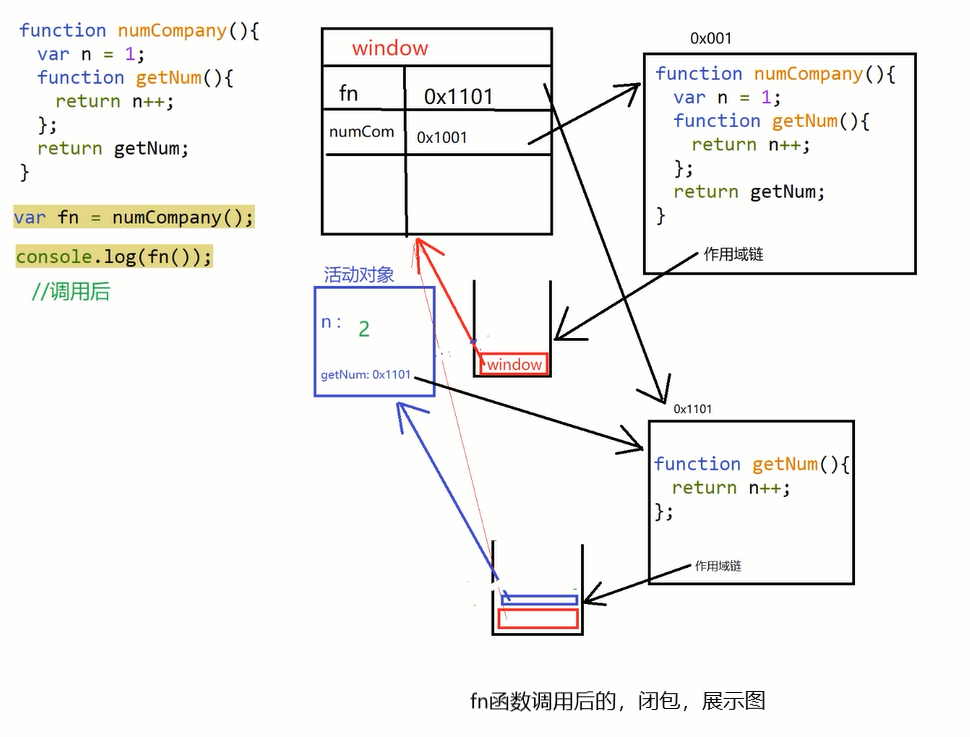 function numCompany(){
var n = 1;
function getNum(){
return n++;
};
return getNum;
}
var fn = numCompany();
console.log(fn());
//调用后
window
fn 0x1101
numCom 0x1001
0x001
function numCompany(){
var n = 1;
function getNum(){
return n++;
};
return getNum;
}
作用域链
活动对象
n： 2
getNum: 0x1101
window
0x1101
function getNum(){
return n++;
};
作用域链
fn函数调用后的，闭包，展示图